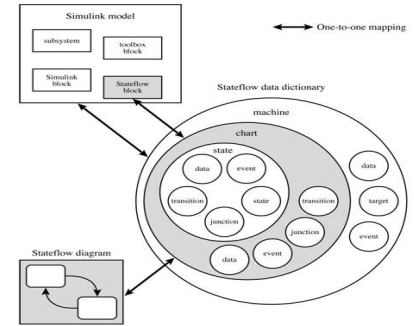 Simulink model
subsystem
toolbox
block
Simulink
block
Stateflow
block
One-to-one mapping
Stateflow data dictionary
machine
chart
state
data
event
transition
state
junction
transition
junction
data
event
data
target
event
Stateflow diagram